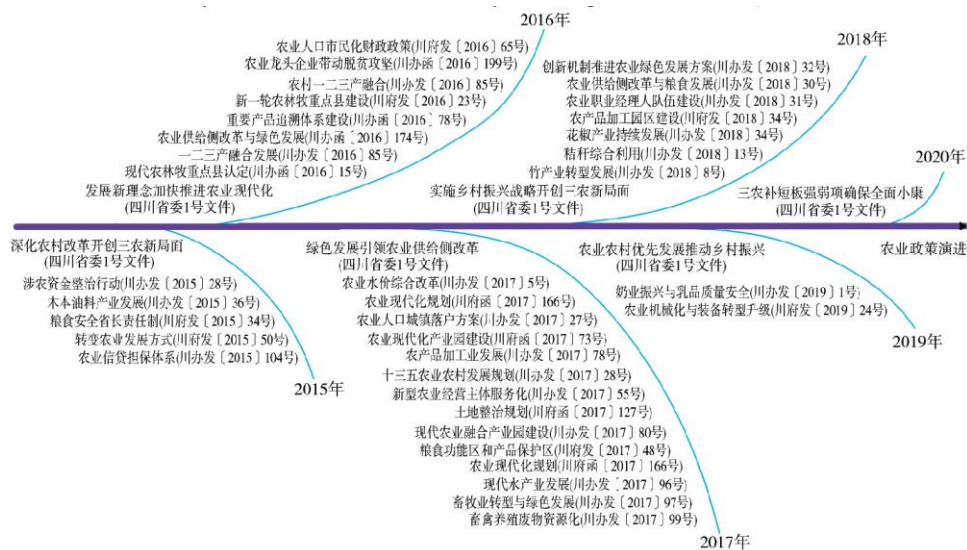 2016年
农业人口市民化财政政策(川府发〔2016〕65号)
农业龙头企业带动脱贫攻坚(川办函〔2016〕199号)
农村一二三产融合(川办发〔2016〕85号)
新一轮农林牧重点县建设(川府发〔2016〕23号)
重要产品追溯体系建设(川办函〔2016〕78号)
农业供给侧改革与绿色发展(川办函〔2016〕174号)
一二三产融合发展(川办发〔2016〕85号)
现代农林牧重点县认定(川办函〔2016〕15号)
发展新理念加快推进农业现代化
(四川省委1号文件)
2018年
创新机制推进农业绿色发展方案(川办发〔2018〕32号)
农业供给侧改革与粮食发展(川办发〔2018〕30号)
农业职业经理人队伍建设(川办发〔2018〕31号)
农产品加工园区建设(川府发〔2018〕34号)
花椒产业持续发展(川办发〔2018〕34号)
秸秆综合利用(川办发〔2018〕13号)
竹产业转型发展(川办发〔2018〕8号)
实施乡村振兴战略开创三农新局面
(四川省委1号文件)
2020年
三农补短板强弱项确保全面小康
(四川省委1号文件)
农业政策演进
深化农村改革开创三农新局面
(四川省委1号文件)
涉农资金整治行动(川办发〔2015〕28号)
木本油料产业发展(川办发〔2015〕36号)
粮食安全省长责任制(川府发〔2015〕34号)
转变农业发展方式(川府发〔2015〕50号)
农业信贷担保体系(川办发〔2015〕104号)
2015年
绿色发展引领农业供给侧改革
(四川省委1号文件)
农业水价综合改革(川办发〔2017〕5号)
农业现代化规划(川府函〔2017〕166号)
农业人口城镇落户方案(川办发〔2017〕27号)
农业现代化产业园建设(川府函〔2017〕73号)
农产品加工业发展(川办发〔2017〕78号)
十三五农业农村发展规划(川办发〔2017〕28号)
新型农业经营主体服务化(川办发〔2017〕55号)
土地整治规划(川府函〔2017〕127号)
现代农业融合产业园建设(川办发〔2017〕80号)
粮食功能区和产品保护区(川府发〔2017〕48号)
农业现代化规划(川府函〔2017〕166号)
现代水产业发展(川办发〔2017〕96号)
畜牧业转型与绿色发展(川办发〔2017〕97号)
畜禽养殖废物资源化(川办发〔2017〕99号)
2017年
农业农村优先发展推动乡村振兴
(四川省委1号文件)
奶业振兴与乳品质量安全(川办发〔2019〕1号)
农业机械化与装备转型升级(川府发〔2019〕24号)
2019年